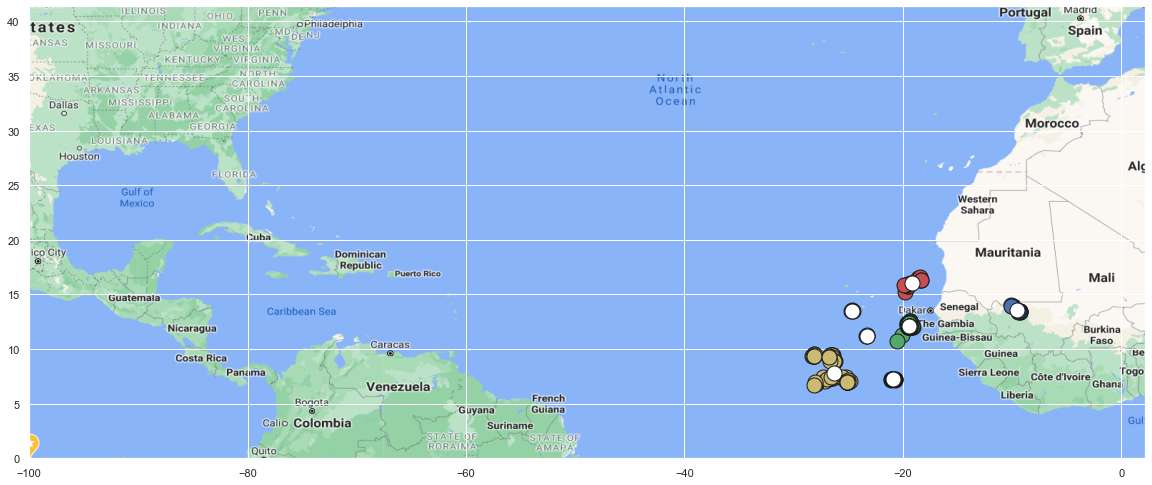 ILLINOIS
OHIO
PENN
Philadelphia
Portugal
Madrid
40
tates
INDIANA
MD
DE NJ
Spain
ANSAS
MISSOURI
WEST
VIRGINIA
KENTUCKY
VIRGINIA
35
OKLAHOMA
TENNESSEE
NORTH
CAROLINA
North
Atlantic
Ocean
ARKANSAS
Dallas
MISSISSIPPI
SOUTH
CAROLINA
ALABAMA
GEORGIA
Morocco
30
EXAS
LOUISIANA
Houston
Alg
25
FLORIDA
Gulf of
Mexico
Western
Sahara
20
Cuba
ico City
Dominican
Republic
Mauritania
Puerto Rico
Mali
15
Guatemala
Caribbean Sea
Dakar
Senegal
Nicaragua
The Gambia
Guinea-Bissau
Burkina
Faso
10
Caracas
Costa Rica
Guinea
Be
Panama
Venezuela
Sierra Leone
Côte d'Ivoire
Togo
Ghana
5
Bogota
Guyana
French
Guiana
Liberia
Cali
Colombia
Suriname
Gulf
STATE OF
RORAIMA
STATE OF
AMAPA
Quito
0
−100
−80
−60
−40
−20
0